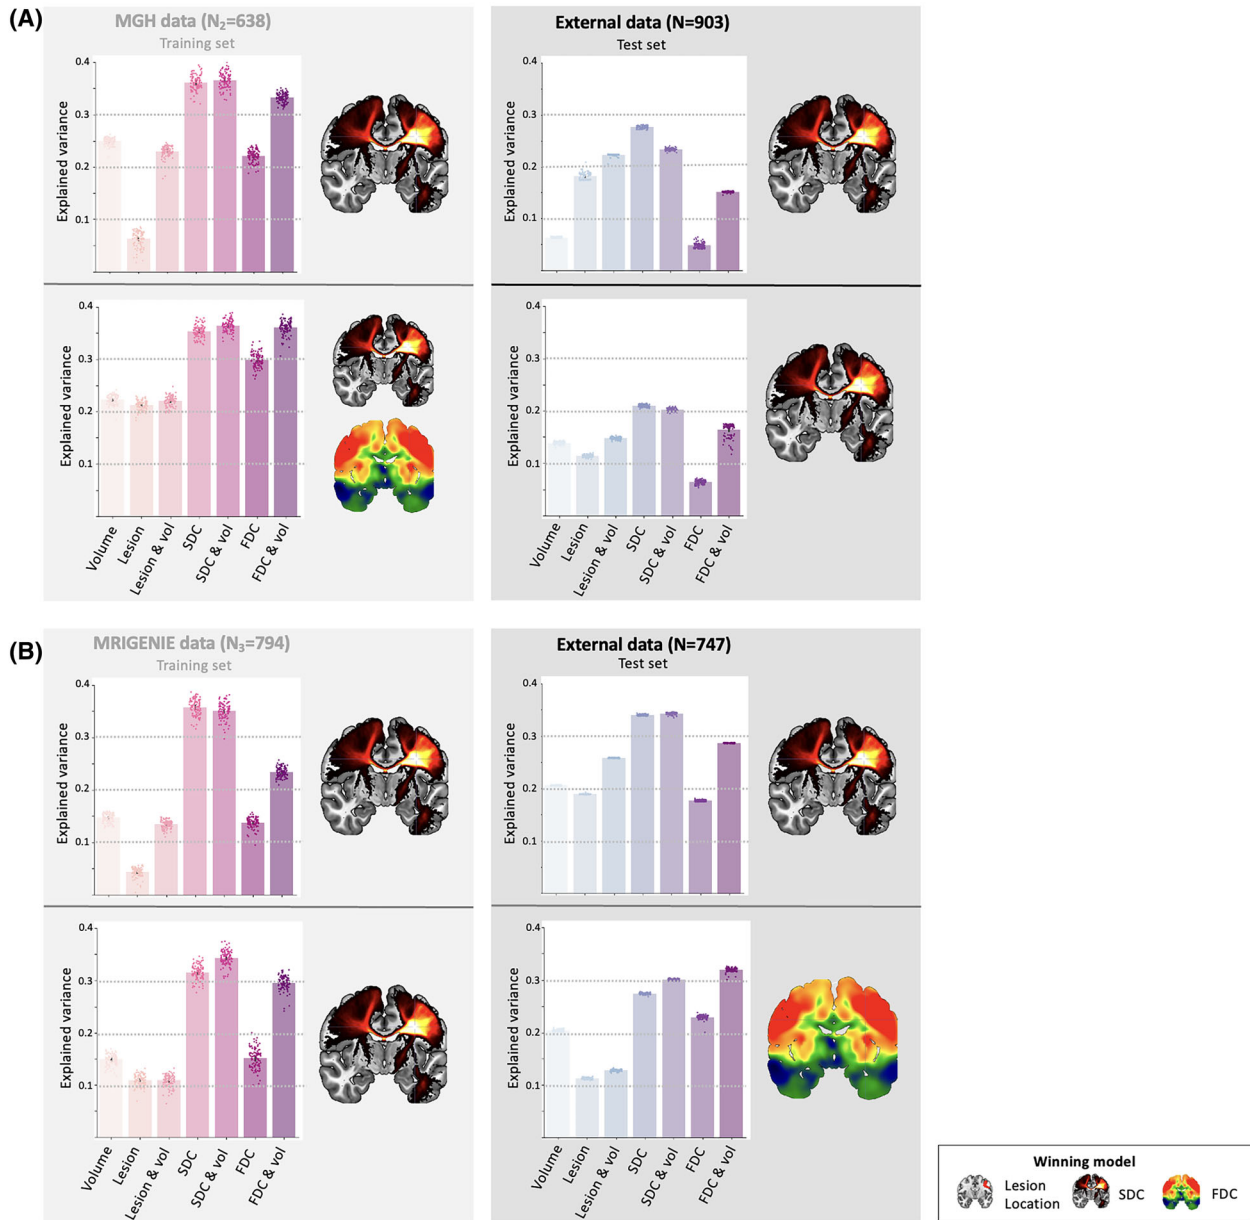 (A)
MGH data (N₂=638)
Training set
External data (N=903)
Test set
0.4
0.3
0.2
0.1
Explained variance
0.4
0.3
0.2
0.1
Explained variance
0.4
0.3
0.2
0.1
Explained variance
Volume
Lesion
Lesion & vol
SDC
SDC & vol
FDC
FDC & vol
0.4
0.3
0.2
0.1
Explained variance
Volume
Lesion
Lesion & vol
SDC
SDC & vol
FDC
FDC & vol
(B)
MRIGENIE data (N₃=794)
Training set
External data (N=747)
Test set
0.4
0.3
0.2
0.1
Explained variance
0.4
0.3
0.2
0.1
Explained variance
0.4
0.3
0.2
0.1
Explained variance
Volume
Lesion
Lesion & vol
SDC
SDC & vol
FDC
FDC & vol
0.4
0.3
0.2
0.1
Explained variance
Volume
Lesion
Lesion & vol
SDC
SDC & vol
FDC
FDC & vol
Winning model
Lesion
Location
SDC
FDC